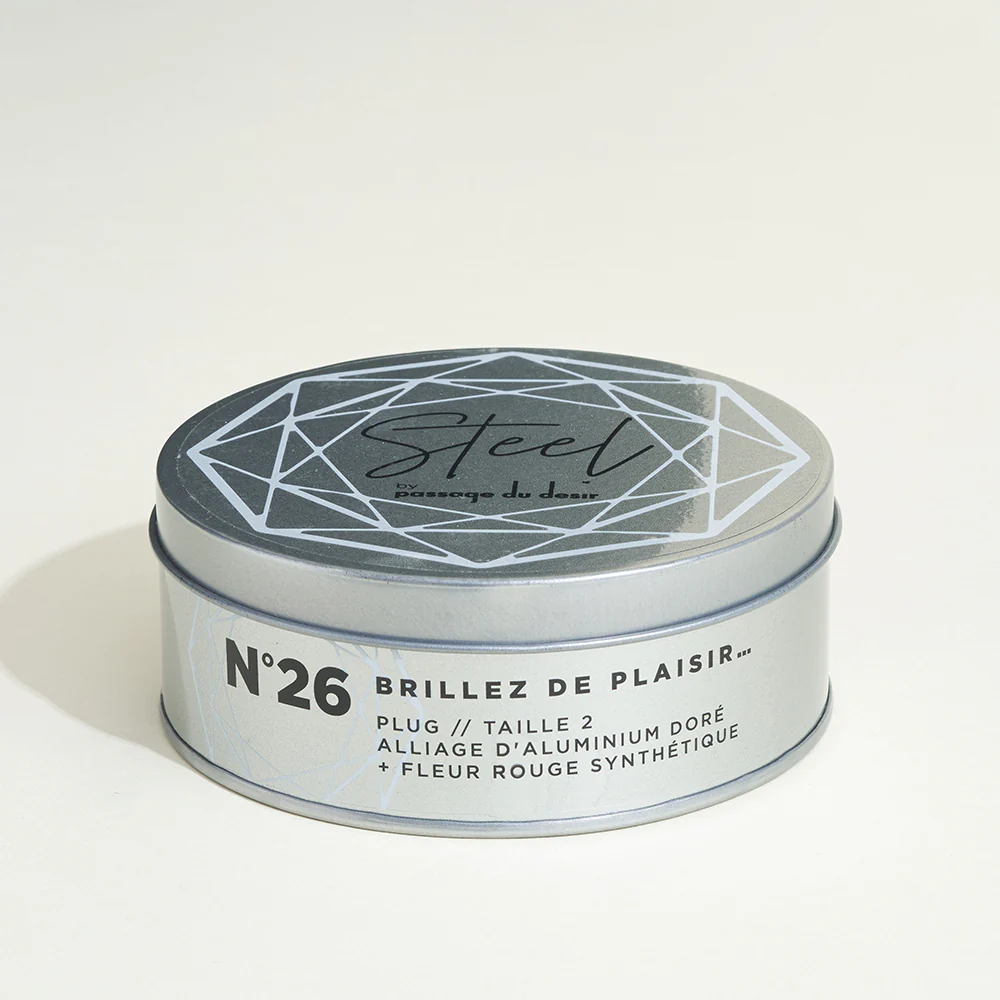 Steel
by
passage du desir
N°26
BRILLEZ DE PLAISIR...
PLUG // TAILLE 2
ALLIAGE D'ALUMINIUM DORÉ
+ FLEUR ROUGE SYNTHÉTIQUE